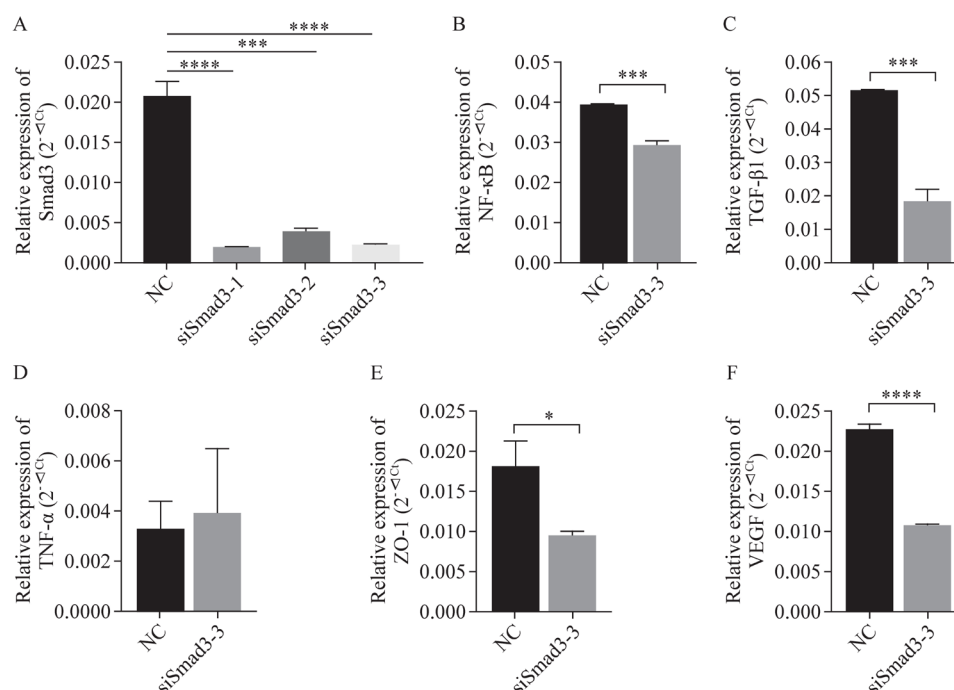 A
Relative expression of
Smad3 (2^-◁Ct)
0.025
0.020
0.015
0.010
0.005
0.000
****
***
****
NC
siSmad3-1
siSmad3-2
siSmad3-3
B
Relative expression of
NF-κB (2^-◁Ct)
0.05
0.04
0.03
0.02
0.01
0.00
***
NC
siSmad3-3
C
Relative expression of
TGF-β1 (2^-◁Ct)
0.06
0.05
0.04
0.03
0.02
0.01
0.00
***
NC
siSmad3-3
D
Relative expression of
TNF-α (2^-◁Ct)
0.008
0.006
0.004
0.002
0.0000
NC
siSmad3-3
E
Relative expression of
ZO-1 (2^-◁Ct)
0.025
0.020
0.015
0.010
0.005
0.000
*
NC
siSmad3-3
F
Relative expression of
VEGF (2^-◁Ct)
0.025
0.020
0.015
0.010
0.005
0.000
****
NC
siSmad3-3